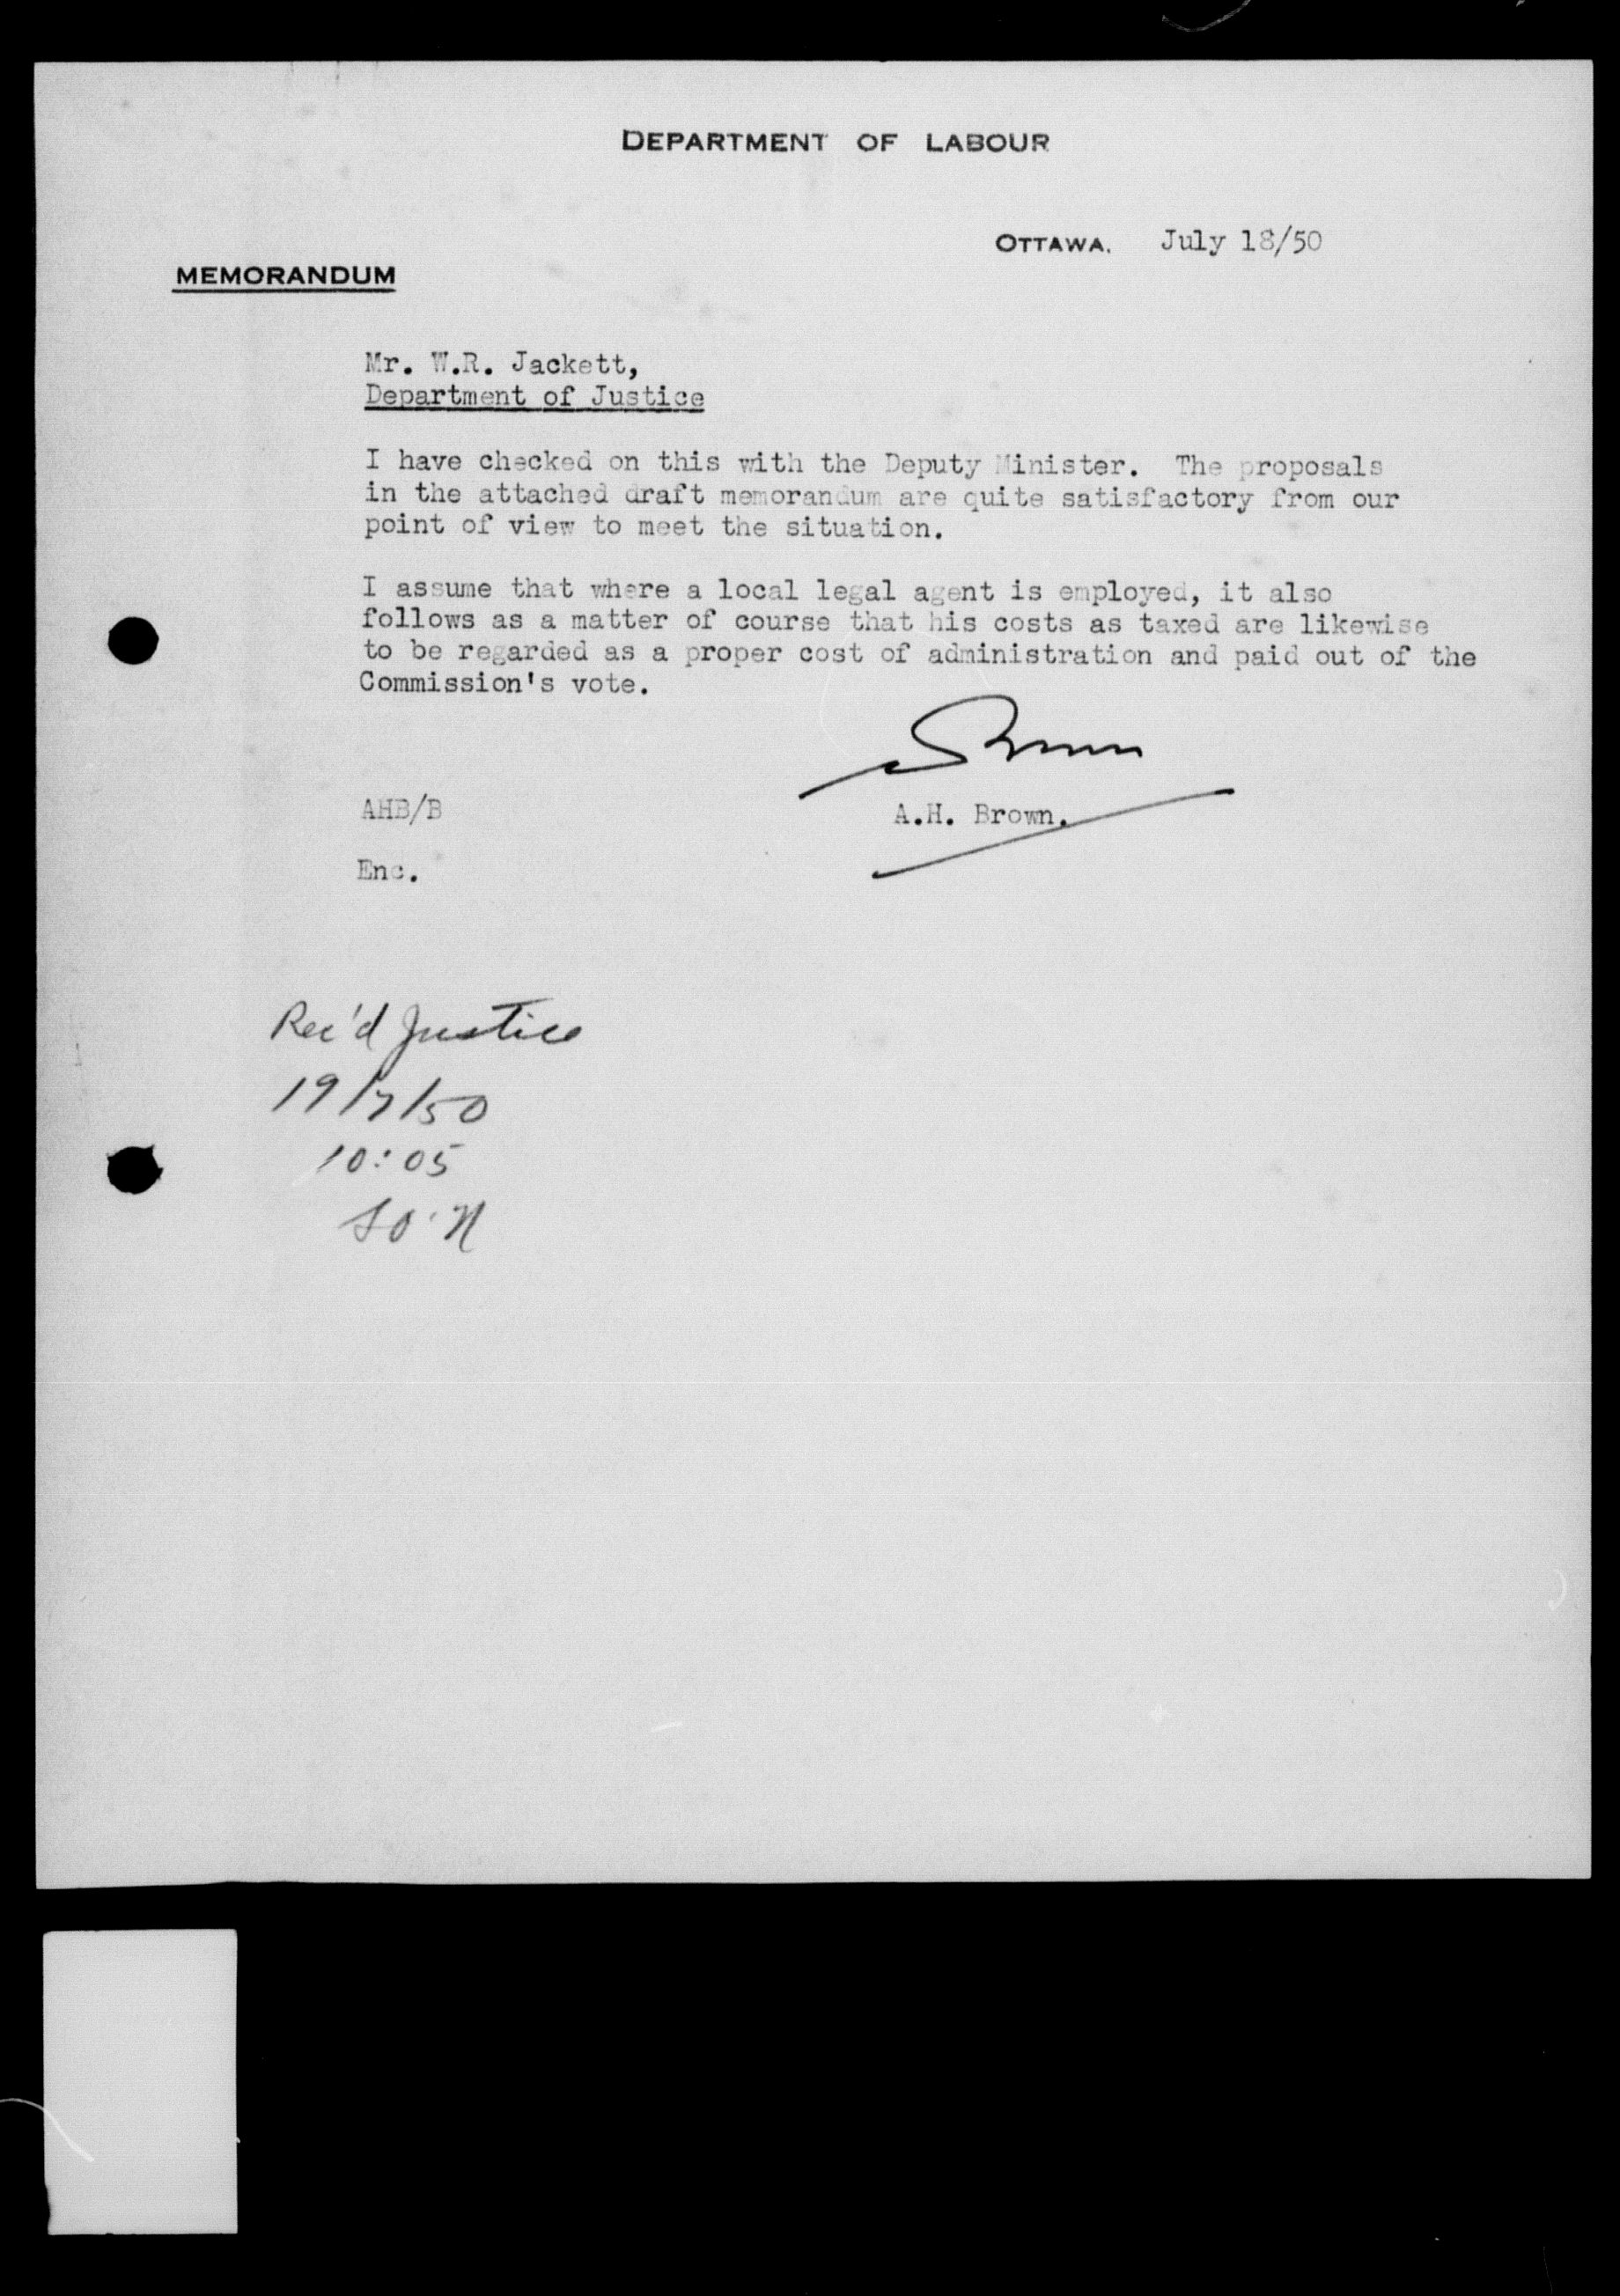 DEPARTMENT OF LABOUR
OTTAWA. July 18/50
MEMORANDUM
Mr. W.R. Jackett,
Department of Justice
I have checked on this with the Deputy Minister. The proposals
in the attached draft memorandum are quite satisfactory from our
point of view to meet the situation.
I assume that where a local legal agent is employed, it also
follows as a matter of course that his costs as taxed are likewise
to be regarded as a proper cost of administration and paid out of the
Commission's vote.
AHB/B
A.H. Brown.
Enc.
Rec'd Justice
19/7/50
10:05